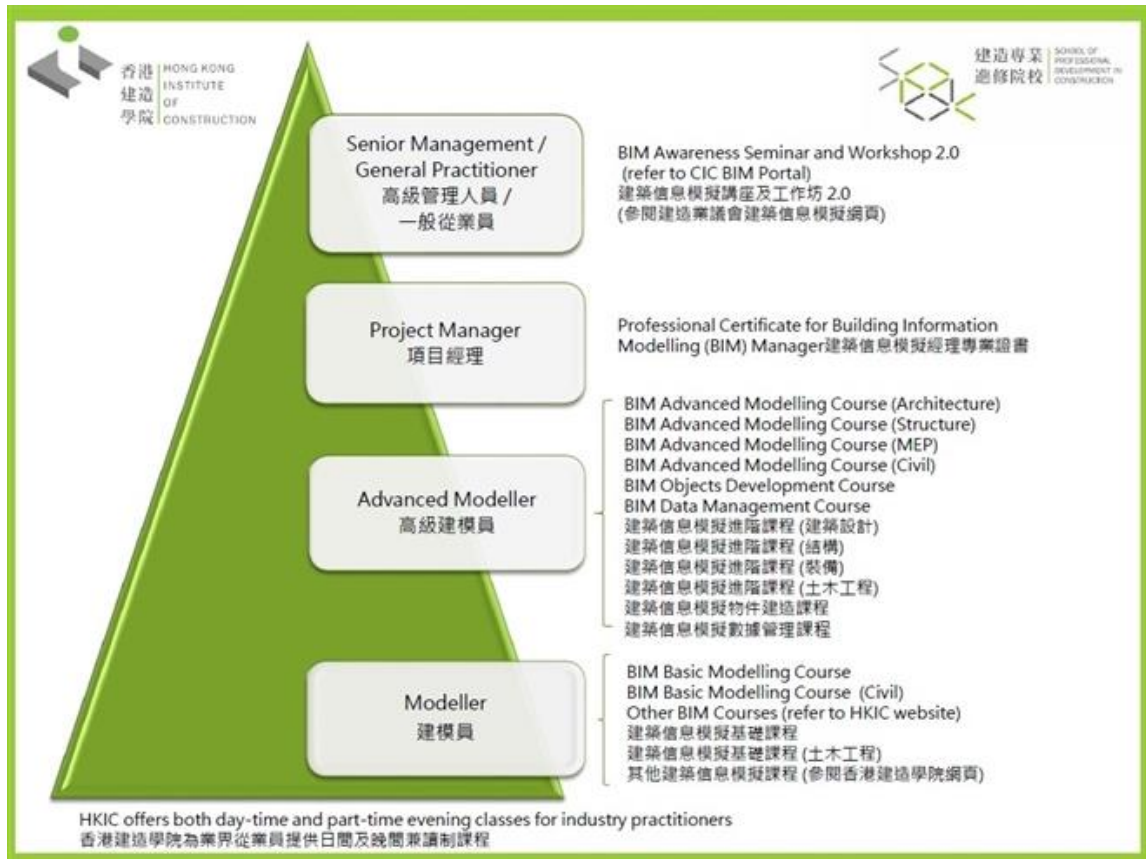 香港
建造
學院
HONG KONG
INSTITUTE
OF
CONSTRUCTION
建造專業
進修院校
SCHOOL OF
PROFESSIONAL
DEVELOPMENT IN
CONSTRUCTION
Senior Management /
General Practitioner
高級管理人員 /
一般從業員
BIM Awareness Seminar and Workshop 2.0
(refer to CIC BIM Portal)
建築信息模擬講座及工作坊 2.0
(參閱建造業議會建築信息模擬網頁)
Project Manager
項目經理
Professional Certificate for Building Information
Modelling (BIM) Manager建築信息模擬經理專業證書
Advanced Modeller
高級建模員
BIM Advanced Modelling Course (Architecture)
BIM Advanced Modelling Course (Structure)
BIM Advanced Modelling Course (MEP)
BIM Advanced Modelling Course (Civil)
BIM Objects Development Course
BIM Data Management Course
建築信息模擬進階課程 (建築設計)
建築信息模擬進階課程 (結構)
建築信息模擬進階課程 (裝備)
建築信息模擬進階課程 (土木工程)
建築信息模擬物件建造課程
建築信息模擬數據管理課程
Modeller
建模員
BIM Basic Modelling Course
BIM Basic Modelling Course (Civil)
Other BIM Courses (refer to HKIC website)
建築信息模擬基礎課程
建築信息模擬基礎課程 (土木工程)
其他建築信息模擬課程 (參閱香港建造學院網頁)
HKIC offers both day-time and part-time evening classes for industry practitioners
香港建造學院為業界從業員提供日間及晚間兼讀制課程